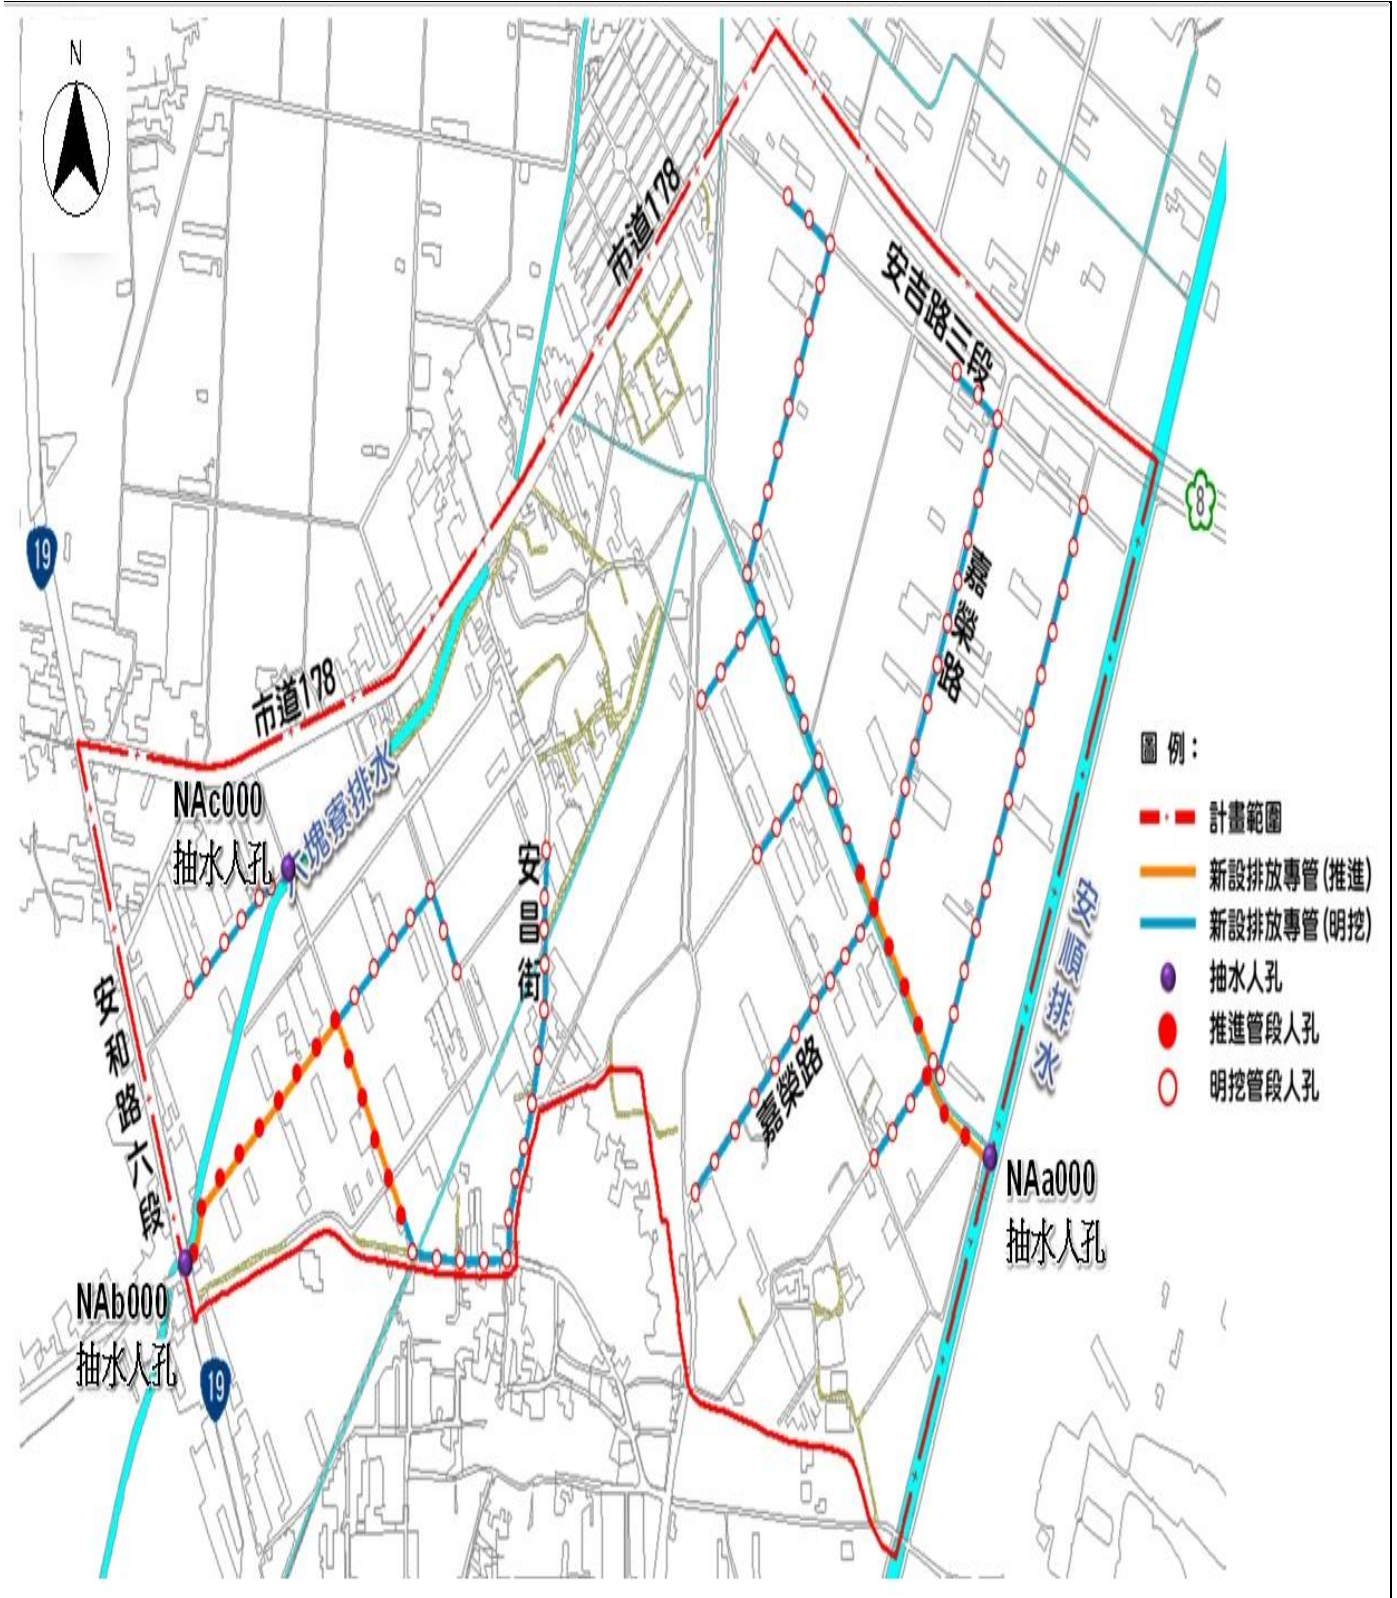 N
市道178
安吉路三段
8
19
嘉榮路
市道178
NAc000
抽水人孔
六塊寮排水
安昌街
圖 例：
計畫範圍
新設排放專管(推進)
新設排放專管(明挖)
抽水人孔
推進管段人孔
明挖管段人孔
安順排水
安和路六段
嘉榮路
NAa000
抽水人孔
NAb000
抽水人孔
19